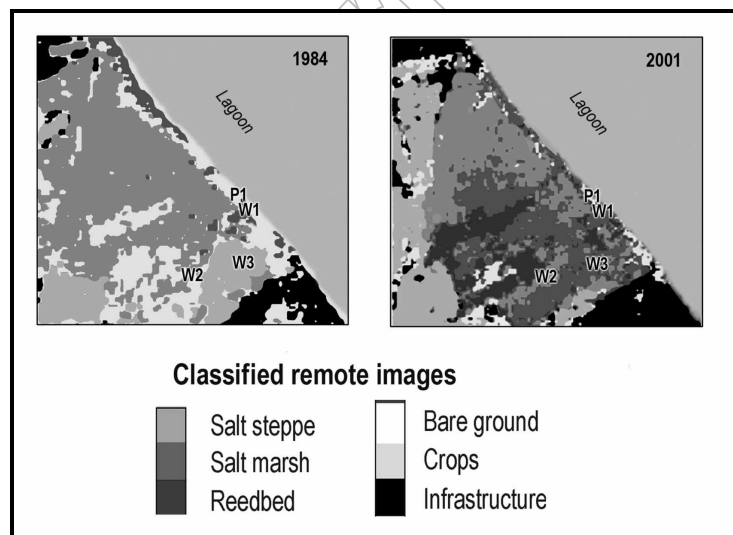 1984
Lagoon
P1
W1
W2
W3
2001
Lagoon
P1
W1
W2
W3
Classified remote images
Salt steppe
Salt marsh
Reedbed
Bare ground
Crops
Infrastructure